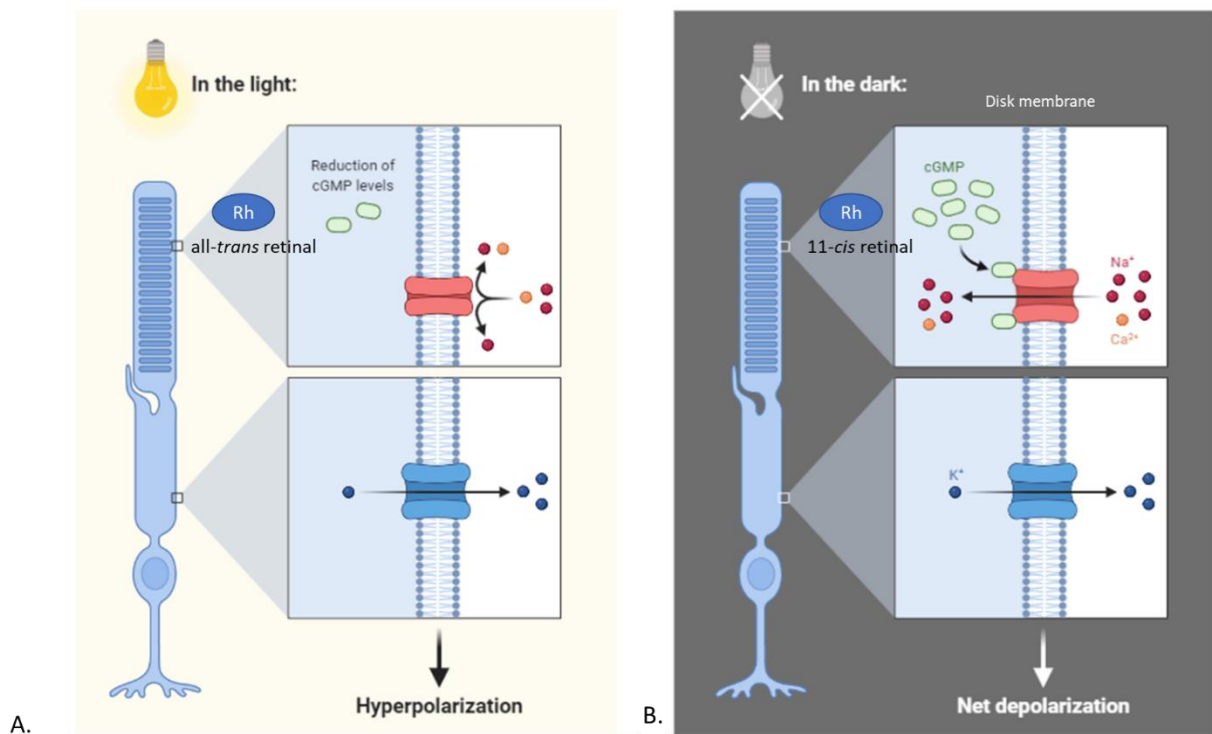 In the light:
Reduction of
cGMP levels
Rh
all-trans retinal
Hyperpolarization
A.
In the dark:
Disk membrane
cGMP
Rh
11-cis retinal
Na⁺
Ca²⁺
K⁺
Net depolarization
B.